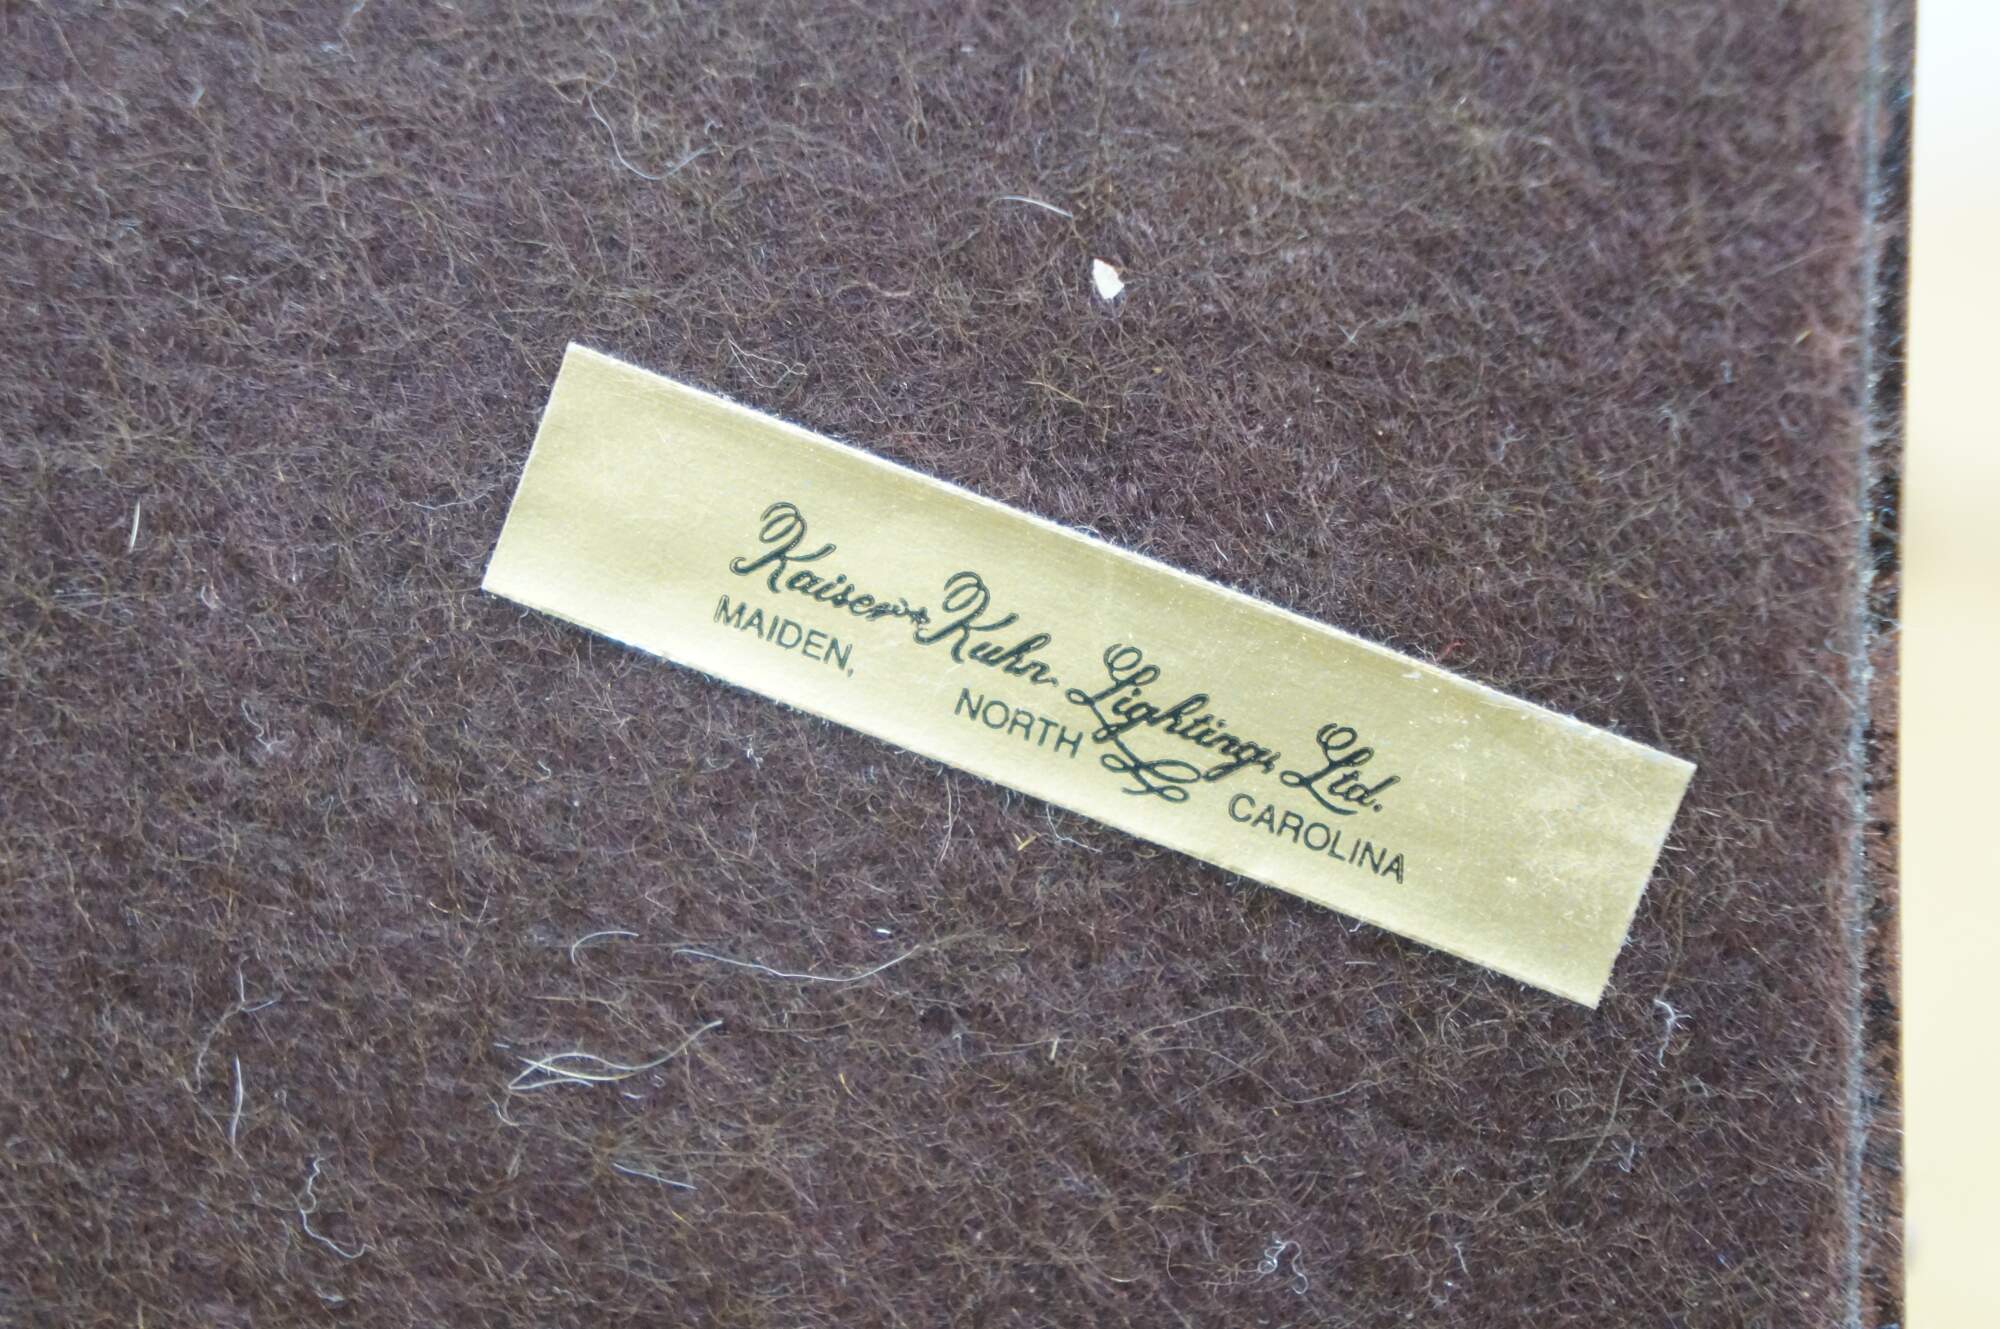 Kaiser Kuhn Lighting, Ltd.
MAIDEN, NORTH CAROLINA